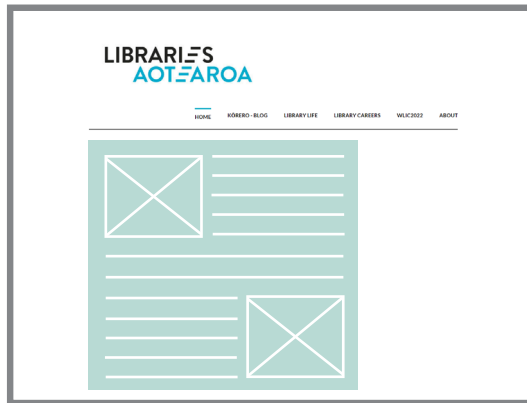 LIBRARIES
AOTEAROA
HOME KŌRERO - BLOG LIBRARY LIFE LIBRARY CAREERS WLIC2022 ABOUT